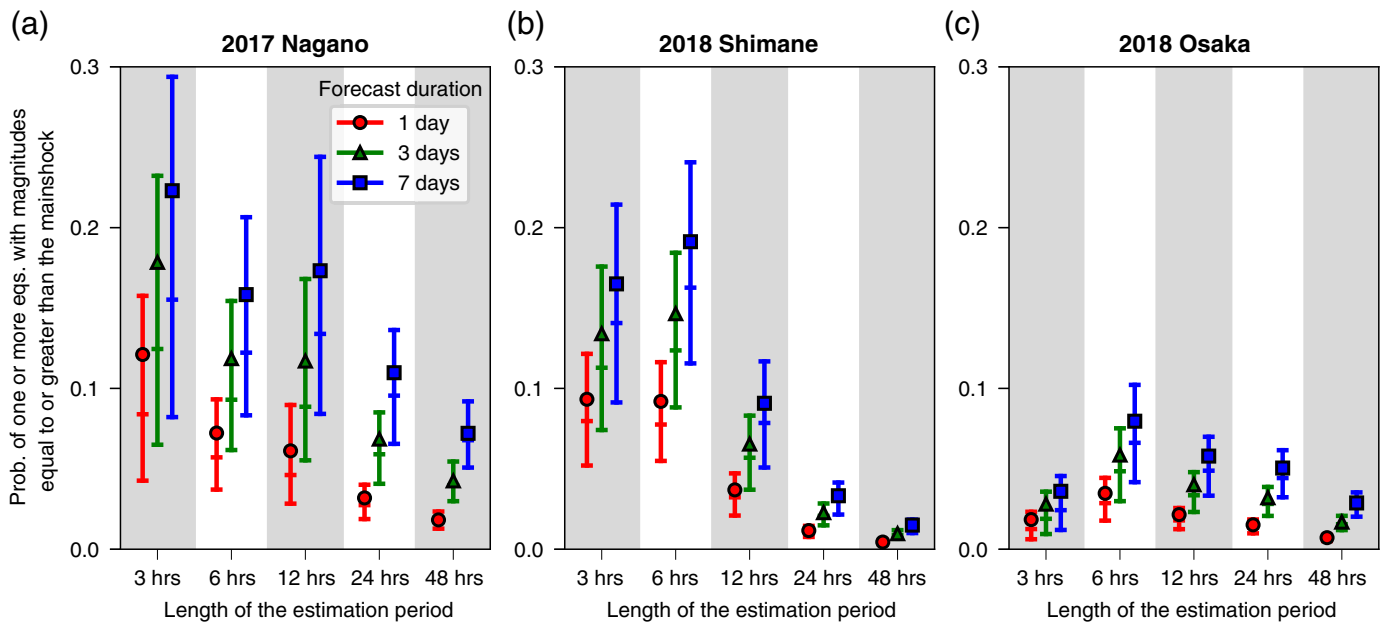 (a)
2017 Nagano
Prob. of one or more eqs. with magnitudes
equal to or greater than the mainshock
0.3
0.2
0.1
0.0
Forecast duration
1 day
3 days
7 days
3 hrs
6 hrs
12 hrs
24 hrs
48 hrs
Length of the estimation period
(b)
2018 Shimane
0.3
0.2
0.1
0.0
3 hrs
6 hrs
12 hrs
24 hrs
48 hrs
Length of the estimation period
(c)
2018 Osaka
0.3
0.2
0.1
0.0
3 hrs
6 hrs
12 hrs
24 hrs
48 hrs
Length of the estimation period